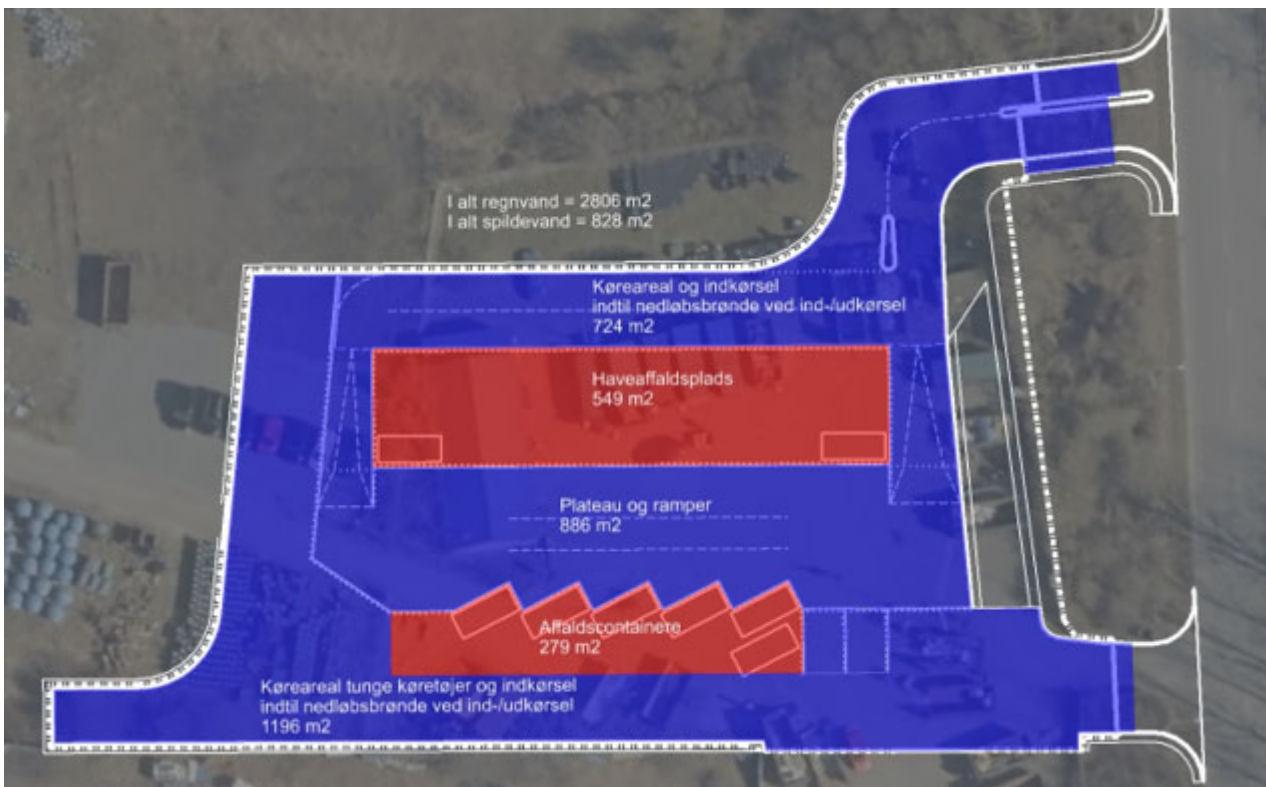 I alt regnvand = 2806 m2
I alt spildevand = 828 m2
Køreareal og indkørsel
indtil nedløbsbrønde ved ind-/udkørsel
724 m2
Haveaffaldsplads
549 m2
Plateau og ramper
886 m2
Affaldscontainere
279 m2
Køreareal tunge køretøjer og indkørsel
indtil nedløbsbrønde ved ind-/udkørsel
1196 m2